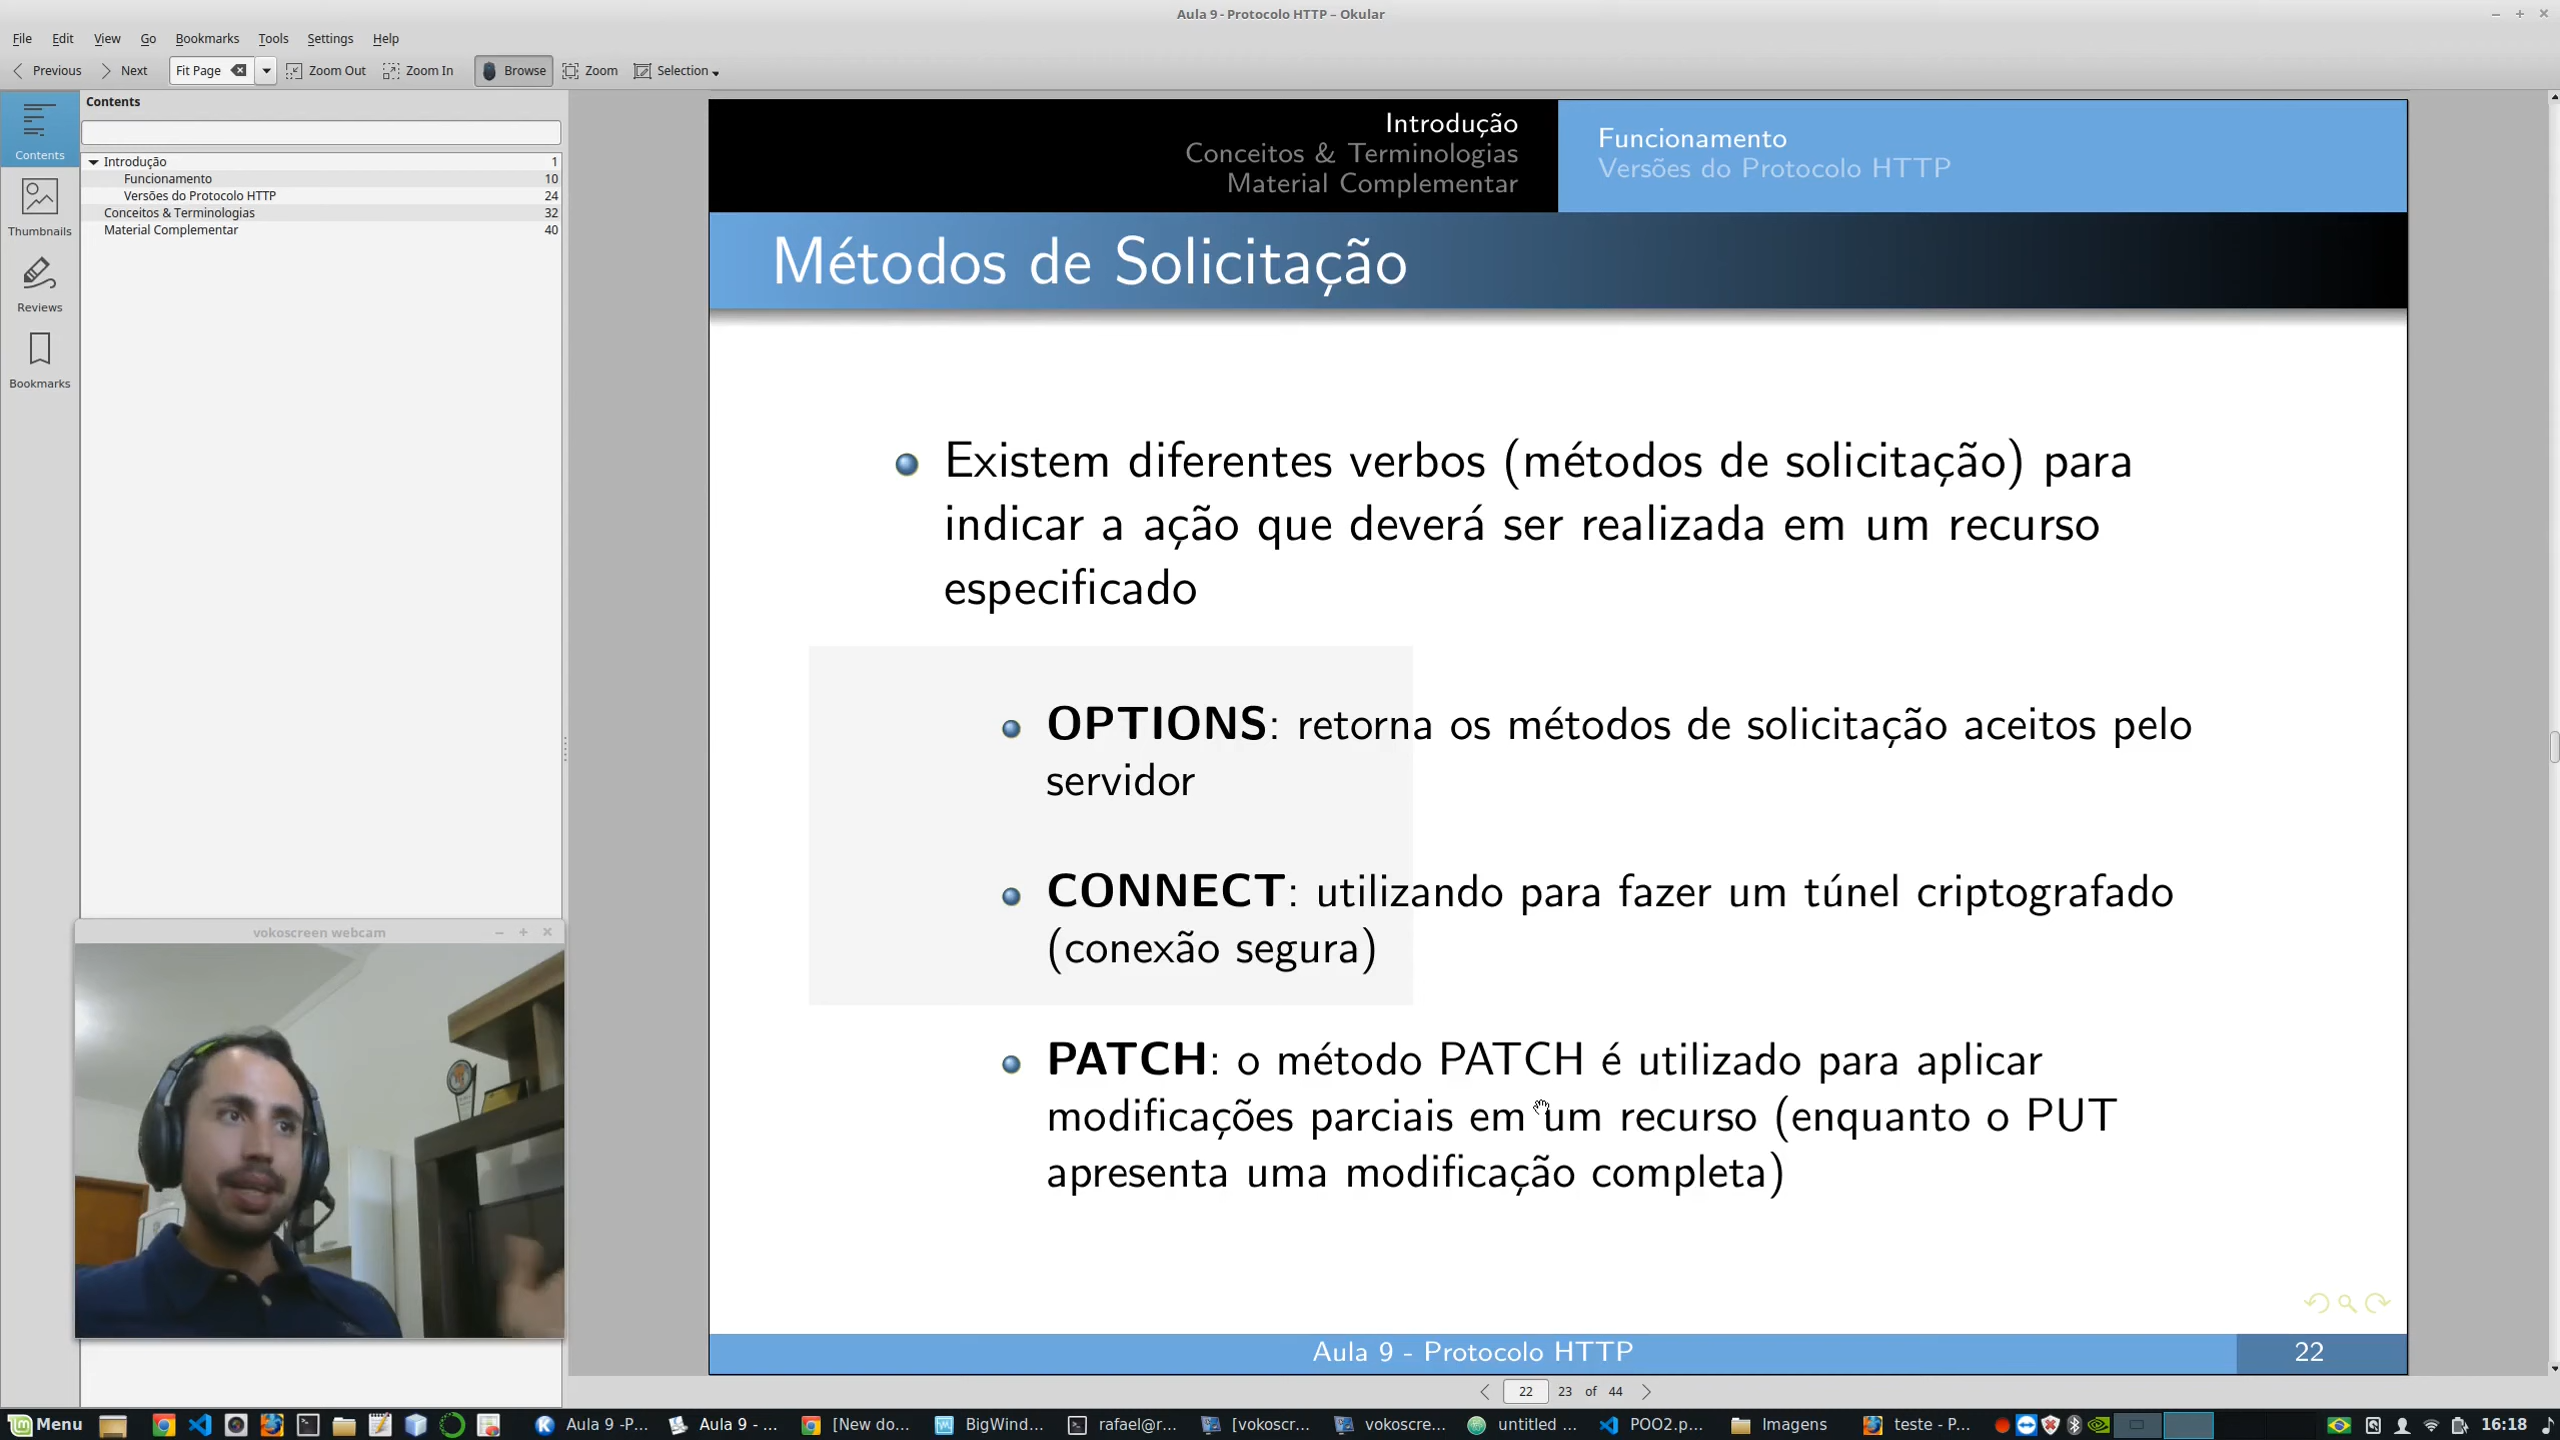 Aula 9 - Protocolo HTTP – Okular
File Edit View Go Bookmarks Tools Settings Help
Previous Next Fit Page Zoom Out Zoom In Browse Zoom Selection
Contents
Contents
Thumbnails
Reviews
Bookmarks
Introdução 1
Funcionamento 10
Versões do Protocolo HTTP 24
Conceitos & Terminologias 32
Material Complementar 40
vokoscreen webcam
Introdução
Conceitos & Terminologias
Material Complementar
Funcionamento
Versões do Protocolo HTTP
Métodos de Solicitação
Existem diferentes verbos (métodos de solicitação) para
indicar a ação que deverá ser realizada em um recurso
especificado
OPTIONS: retorna os métodos de solicitação aceitos pelo
servidor
CONNECT: utilizando para fazer um túnel criptografado
(conexão segura)
PATCH: o método PATCH é utilizado para aplicar
modificações parciais em um recurso (enquanto o PUT
apresenta uma modificação completa)
Aula 9 - Protocolo HTTP 22
22 23 of 44
Menu Aula 9 -P... Aula 9 - ... [New do... BigWind... rafael@r... [vokoscr... vokoscre... untitled ... POO2.p... Imagens teste - P... 16:18